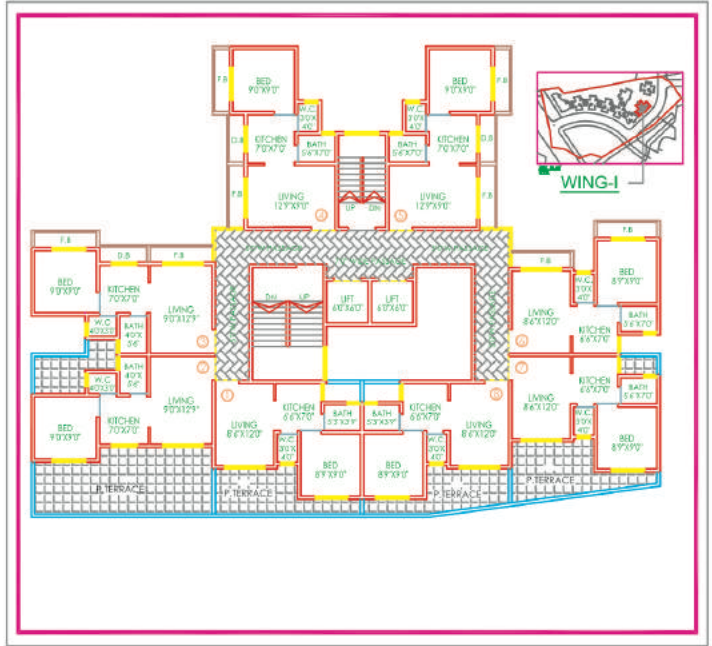 BED
9'0"X9'0"
F.B
W.C.
3'0"X
4'0"
BATH
5'6"X7'0"
KITCHEN
7'0"X7'0"
D.B
F.B
LIVING
12'9"X9'0"
4
UP
DN
BED
9'0"X9'0"
F.B
W.C.
3'0"X
4'0"
BATH
5'6"X7'0"
KITCHEN
7'0"X7'0"
D.B
F.B
LIVING
12'9"X9'0"
5
WING-I
F.B
D.B
F.B
BED
9'0"X9'0"
KITCHEN
7'0"X7'0"
LIVING
9'0"X12'9"
W.C
4'0"X3'0"
BATH
4'0"X
5'6"
3
DN
UP
LIFT
6'0"X6'0"
LIFT
6'0"X6'0"
F.B
F.B
BED
8'9"X9'0"
W.C.
3'0"X
4'0"
LIVING
8'6"X12'0"
BATH
5'6"X7'0"
KITCHEN
6'6"X7'0"
6
2
BATH
4'0"X
5'6"
W.C
4'0"X3'0"
LIVING
9'0"X12'9"
BED
9'0"X9'0"
KITCHEN
7'0"X7'0"
P.TERRACE
1
LIVING
8'6"X12'0"
KITCHEN
6'6"X7'0"
BATH
5'3"X3'9"
W.C.
3'0"X
4'0"
BED
8'9"X9'0"
P.TERRACE
BATH
5'3"X3'9"
KITCHEN
6'6"X7'0"
8
LIVING
8'6"X12'0"
W.C.
3'0"X
4'0"
BED
8'9"X9'0"
P.TERRACE
7
KITCHEN
6'6"X7'0"
BATH
5'6"X7'0"
LIVING
8'6"X12'0"
W.C.
3'0"X
4'0"
BED
8'9"X9'0"
P.TERRACE